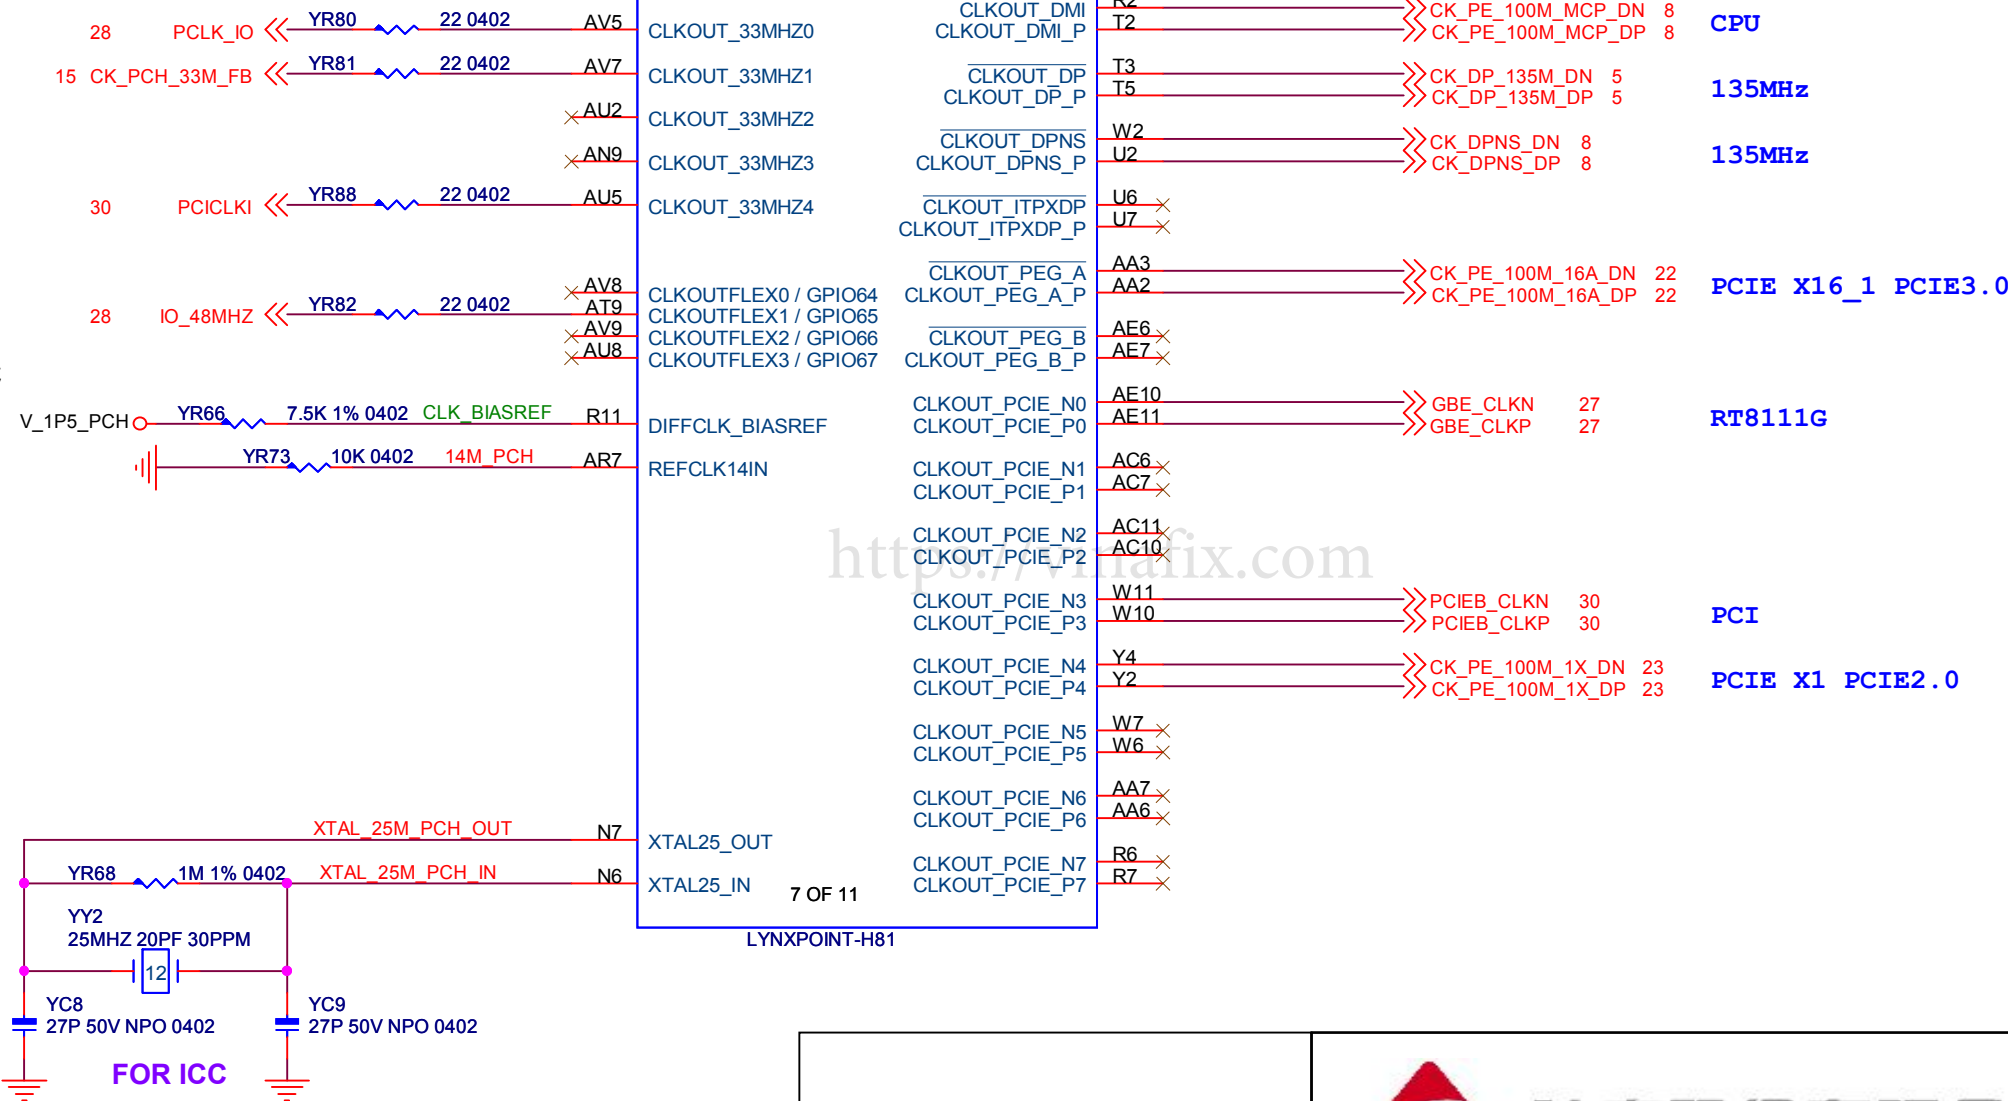 28 PCLK_IO YR80 22 0402 AV5 CLKOUT_33MHZ0
15 CK_PCH_33M_FB YR81 22 0402 AV7 CLKOUT_33MHZ1
AU2 CLKOUT_33MHZ2
AN9 CLKOUT_33MHZ3
30 PCICLKI YR88 22 0402 AU5 CLKOUT_33MHZ4
AV8 CLKOUTFLEX0 / GPIO64
28 IO_48MHZ YR82 22 0402 AT9 CLKOUTFLEX1 / GPIO65
AV9 CLKOUTFLEX2 / GPIO66
AU8 CLKOUTFLEX3 / GPIO67
V_1P5_PCH YR66 7.5K 1% 0402 CLK_BIASREF R11 DIFFCLK_BIASREF
YR73 10K 0402 14M_PCH AR7 REFCLK14IN
XTAL_25M_PCH_OUT N7 XTAL25_OUT
YR68 1M 1% 0402 XTAL_25M_PCH_IN N6 XTAL25_IN
YY2
25MHZ 20PF 30PPM
12
YC8
27P 50V NPO 0402
YC9
27P 50V NPO 0402
FOR ICC
CLKOUT_DMI R2 CK_PE_100M_MCP_DN 8
CLKOUT_DMI_P T2 CK_PE_100M_MCP_DP 8
CPU
CLKOUT_DP T3 CK_DP_135M_DN 5
CLKOUT_DP_P T5 CK_DP_135M_DP 5
135MHz
CLKOUT_DPNS W2 CK_DPNS_DN 8
CLKOUT_DPNS_P U2 CK_DPNS_DP 8
135MHz
CLKOUT_ITPXDP U6
CLKOUT_ITPXDP_P U7
CLKOUT_PEG_A AA3 CK_PE_100M_16A_DN 22
CLKOUT_PEG_A_P AA2 CK_PE_100M_16A_DP 22
PCIE X16_1 PCIE3.0
CLKOUT_PEG_B AE6
CLKOUT_PEG_B_P AE7
CLKOUT_PCIE_N0 AE10 GBE_CLKN 27
CLKOUT_PCIE_P0 AE11 GBE_CLKP 27
RT8111G
CLKOUT_PCIE_N1 AC6
CLKOUT_PCIE_P1 AC7
CLKOUT_PCIE_N2 AC11
CLKOUT_PCIE_P2 AC10
https://vinafix.com
CLKOUT_PCIE_N3 W11 PCIEB_CLKN 30
CLKOUT_PCIE_P3 W10 PCIEB_CLKP 30
PCI
CLKOUT_PCIE_N4 Y4 CK_PE_100M_1X_DN 23
CLKOUT_PCIE_P4 Y2 CK_PE_100M_1X_DP 23
PCIE X1 PCIE2.0
CLKOUT_PCIE_N5 W7
CLKOUT_PCIE_P5 W6
CLKOUT_PCIE_N6 AA7
CLKOUT_PCIE_P6 AA6
CLKOUT_PCIE_N7 R6
CLKOUT_PCIE_P7 R7
7 OF 11
LYNXPOINT-H81